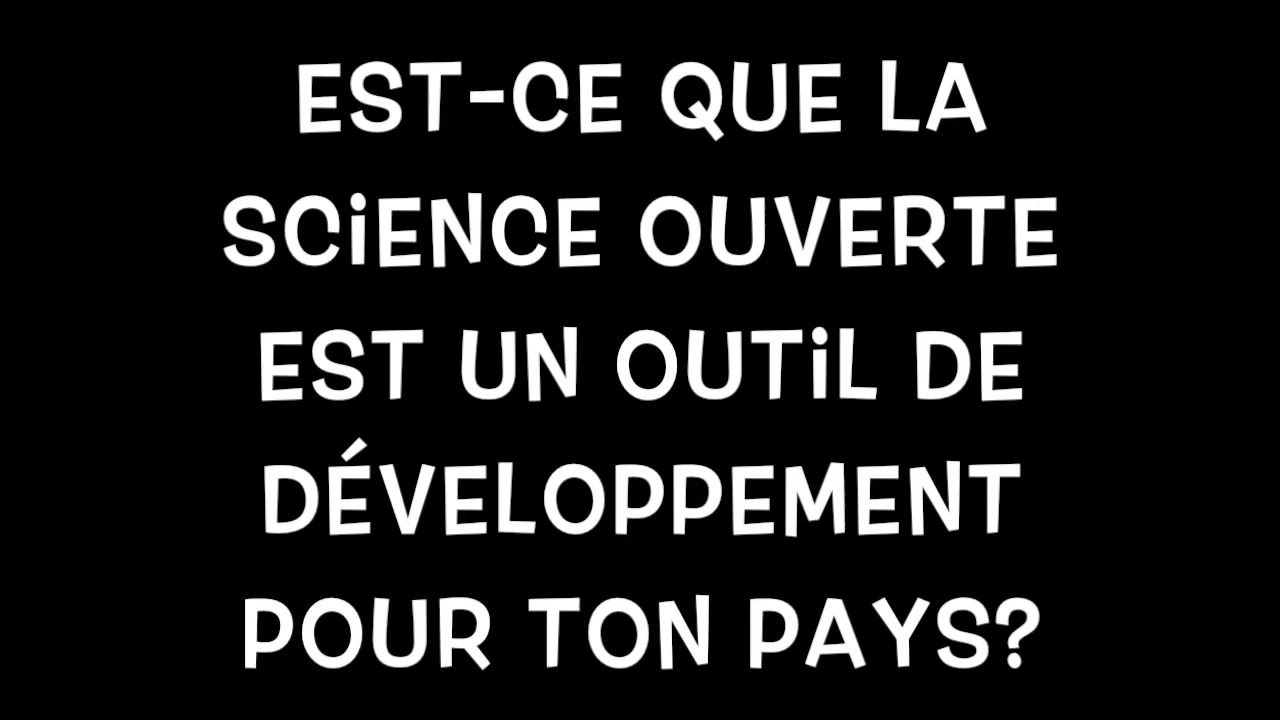 EST-CE QUE LA
SCiENCE OUVERTE
EST UN OUTiL DE
DÉVELOPPEMENT
POUR TON PAYS?